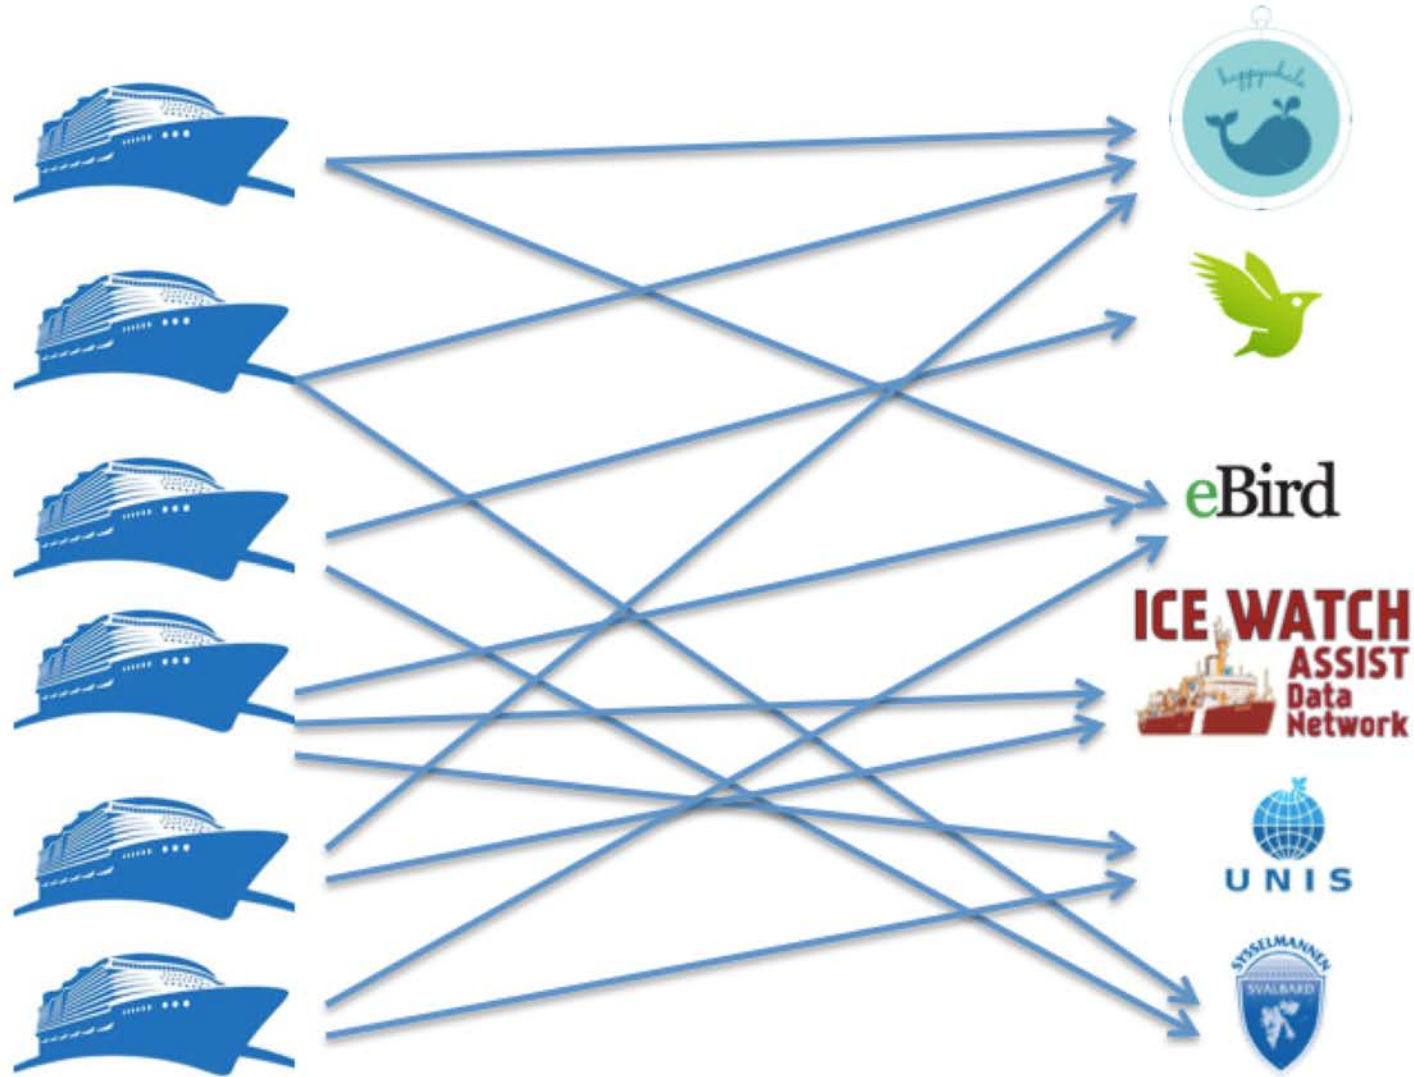 happywhale
eBird
ICE WATCH
ASSIST
Data
Network
UNIS
SYSSELMANNEN
SVALBARD